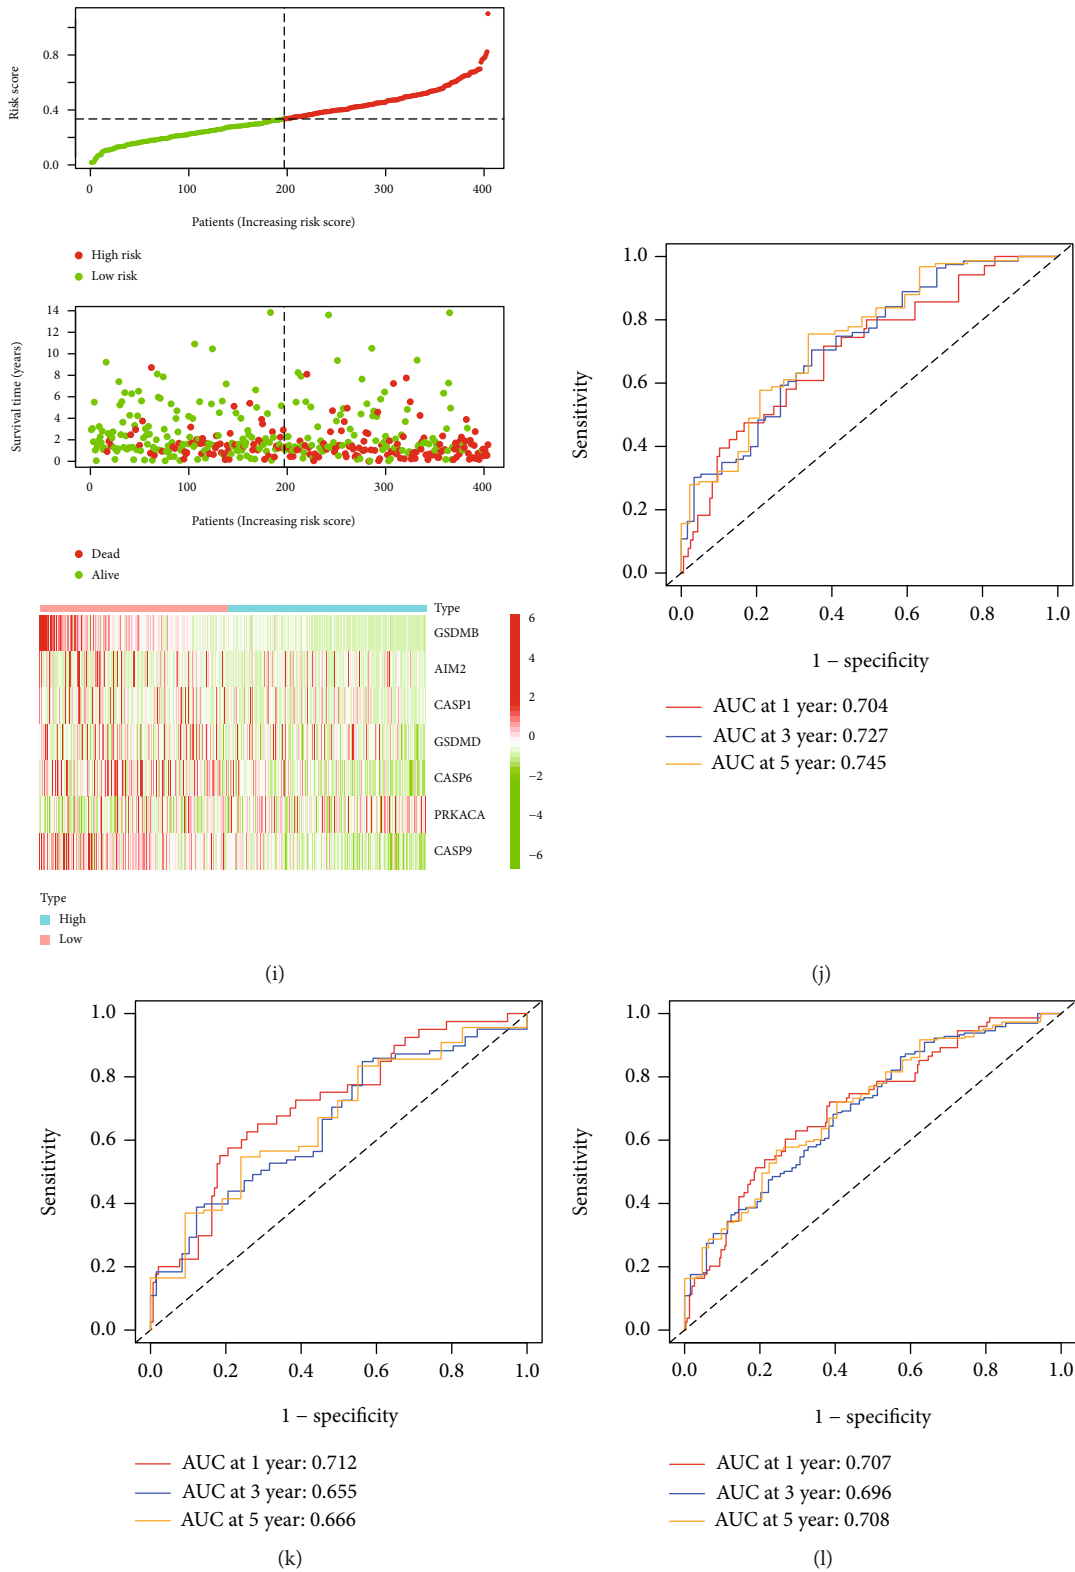 Risk score
0.8
0.4
0.0
0 100 200 300 400
Patients (Increasing risk score)
High risk
Low risk
Survival time (years)
14
12
10
8
6
4
2
0
0 100 200 300 400
Patients (Increasing risk score)
Dead
Alive
Type
GSDMB
AIM2
CASP1
GSDMD
CASP6
PRKACA
CASP9
6
4
2
0
−2
−4
−6
Type
High
Low
(i)
Sensitivity
1.0
0.8
0.6
0.4
0.2
0.0
0.0 0.2 0.4 0.6 0.8 1.0
1 − specificity
AUC at 1 year: 0.704
AUC at 3 year: 0.727
AUC at 5 year: 0.745
(j)
Sensitivity
1.0
0.8
0.6
0.4
0.2
0.0
0.0 0.2 0.4 0.6 0.8 1.0
1 − specificity
AUC at 1 year: 0.712
AUC at 3 year: 0.655
AUC at 5 year: 0.666
(k)
Sensitivity
1.0
0.8
0.6
0.4
0.2
0.0
0.0 0.2 0.4 0.6 0.8 1.0
1 − specificity
AUC at 1 year: 0.707
AUC at 3 year: 0.696
AUC at 5 year: 0.708
(l)